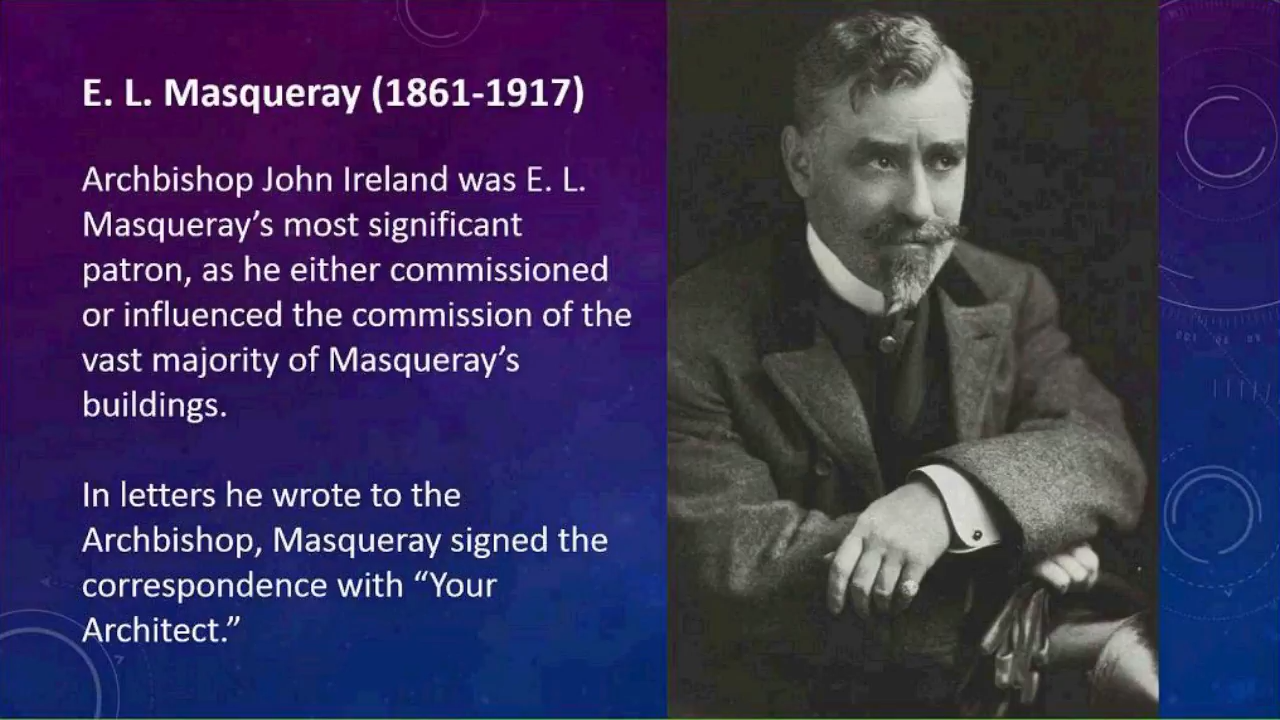 E. L. Masqueray (1861-1917)
Archbishop John Ireland was E. L.
Masqueray’s most significant
patron, as he either commissioned
or influenced the commission of the
vast majority of Masqueray’s
buildings.
In letters he wrote to the
Archbishop, Masqueray signed the
correspondence with “Your
Architect.”